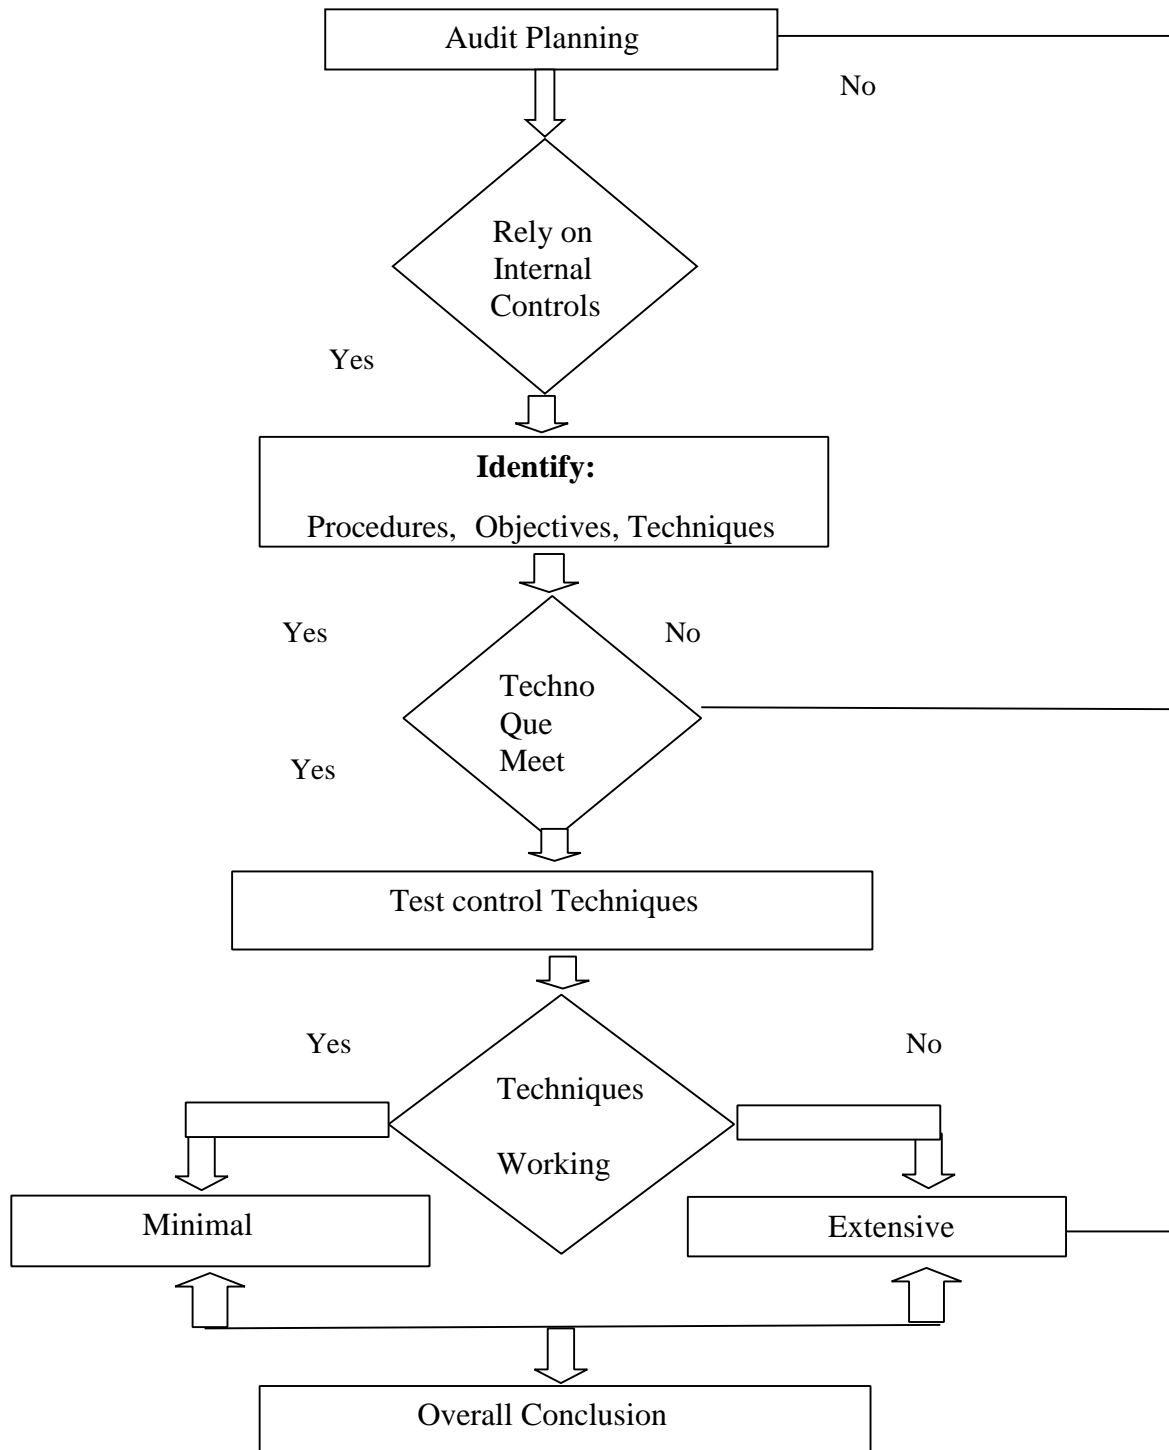 Audit Planning
No
Rely on
Internal
Controls
Yes
Identify:
Procedures, Objectives, Techniques
Yes
No
Techno
Que
Meet
Yes
Test control Techniques
Yes
No
Techniques
Working
Minimal
Extensive
Overall Conclusion